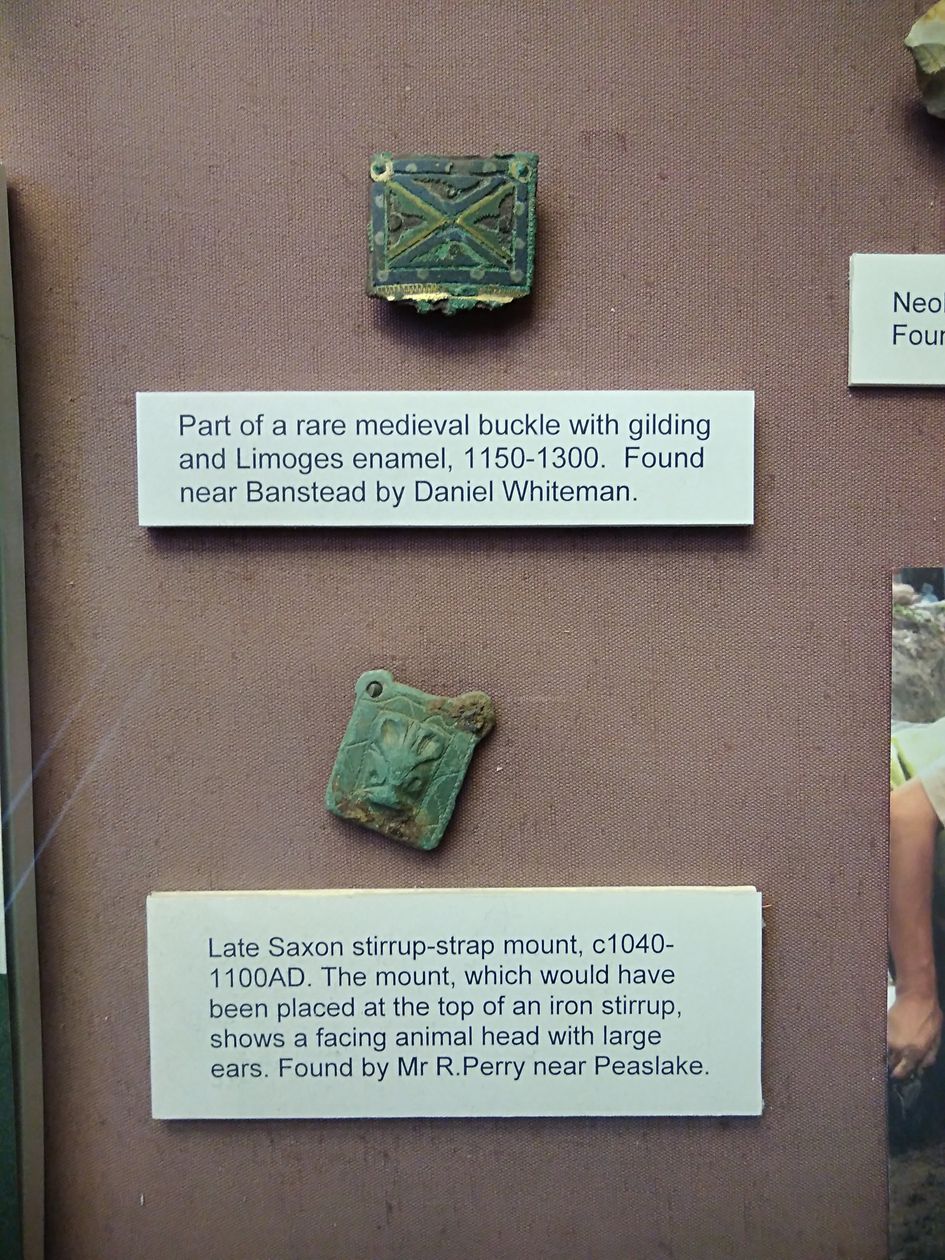 Part of a rare medieval buckle with gilding
and Limoges enamel, 1150-1300.  Found
near Banstead by Daniel Whiteman.
Late Saxon stirrup-strap mount, c1040-
1100AD. The mount, which would have
been placed at the top of an iron stirrup,
shows a facing animal head with large
ears. Found by Mr R.Perry near Peaslake.